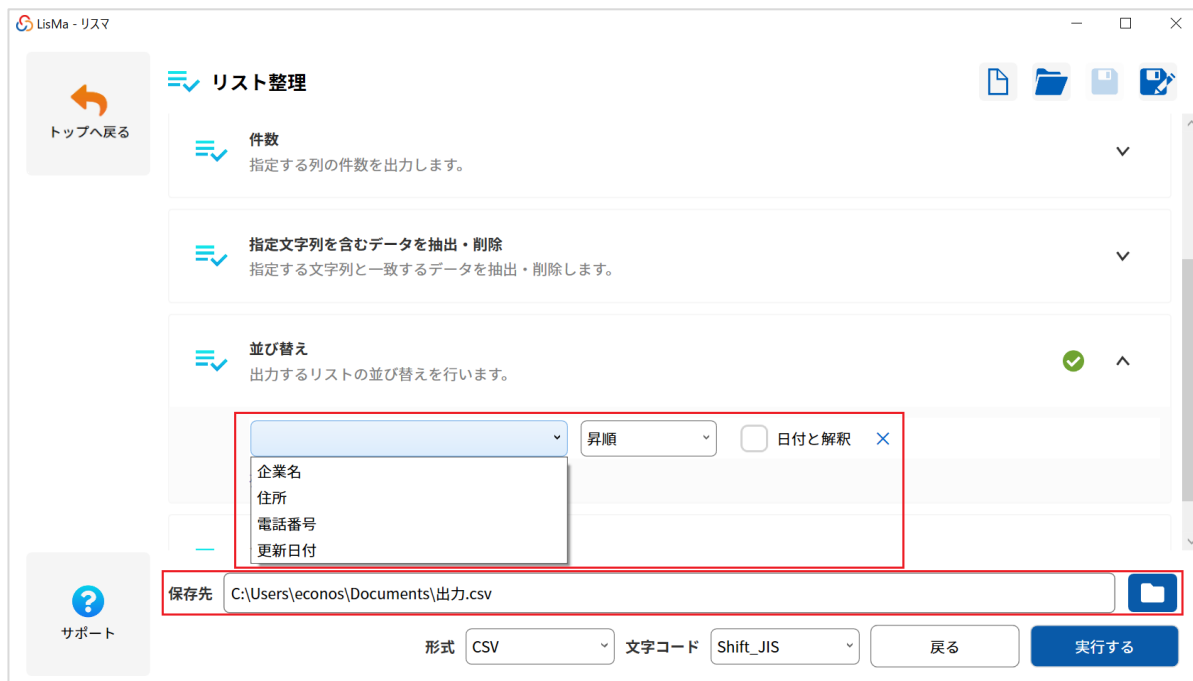 LisMa - リスマ
トップへ戻る
リスト整理
件数
指定する列の件数を出力します。
指定文字列を含むデータを抽出・削除
指定する文字列と一致するデータを抽出・削除します。
並び替え
出力するリストの並び替えを行います。
昇順 日付と解釈
企業名
住所
電話番号
更新日付
保存先 C:\Users\econos\Documents\出力.csv
サポート
形式 CSV 文字コード Shift_JIS 戻る 実行する